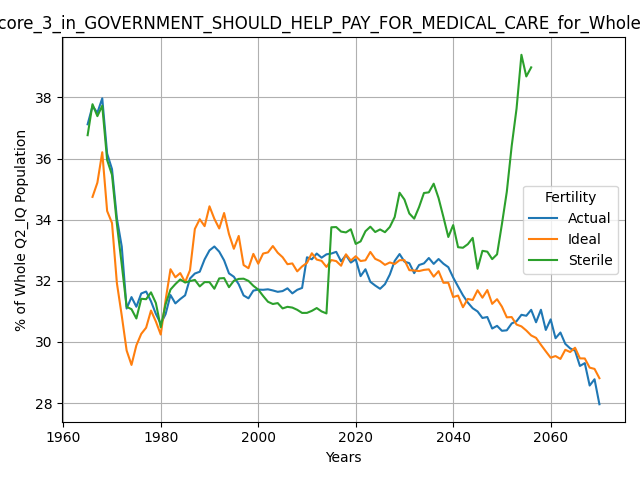 core_3_in_GOVERNMENT_SHOULD_HELP_PAY_FOR_MEDICAL_CARE_for_Whole
% of Whole Q2_IQ Population
38
36
34
32
30
28
Fertility
Actual
Ideal
Sterile
1960 1980 2000 2020 2040 2060
Years